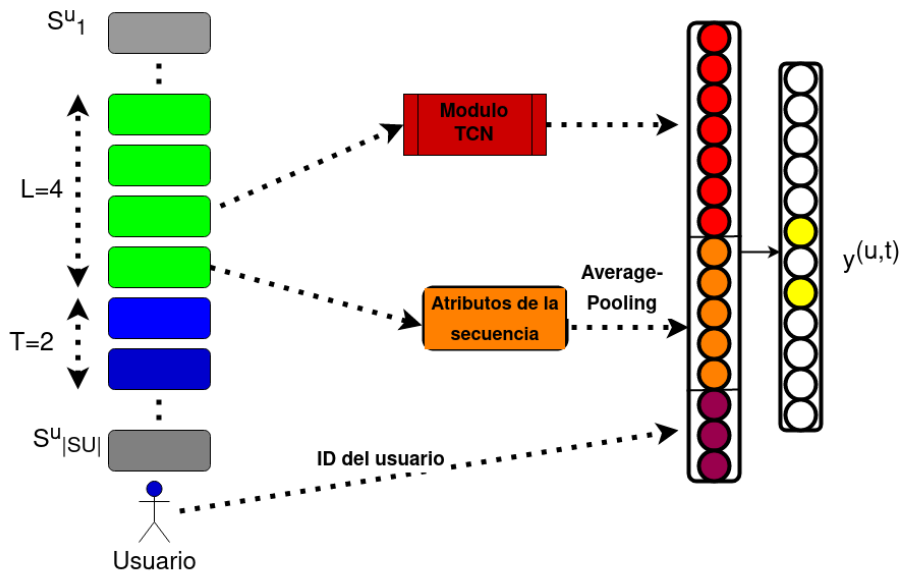 S^u_1
L=4
T=2
S^u_|SU|
Usuario
Modulo
TCN
Atributos de la
secuencia
Average-
Pooling
ID del usuario
y^(u,t)